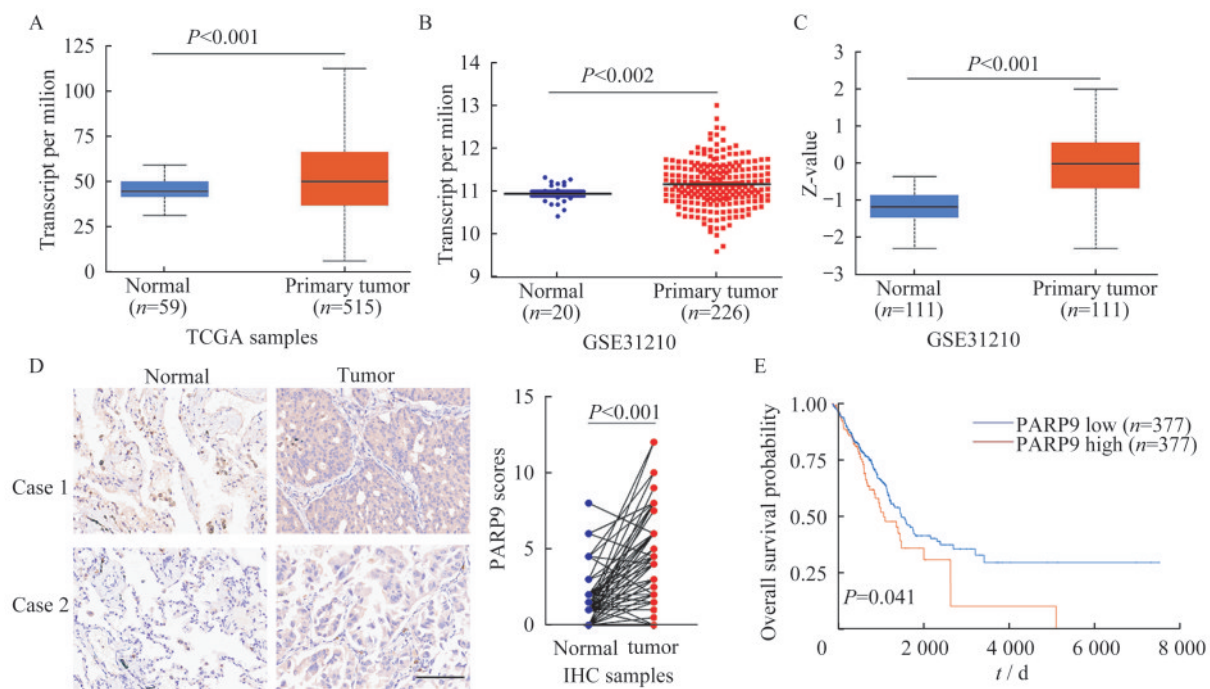 A
P<0.001
Transcript per milion
125
100
75
50
25
0
Normal
(n=59)
Primary tumor
(n=515)
TCGA samples
B
P<0.002
Transcript per milion
14
13
12
11
10
9
Normal
(n=20)
Primary tumor
(n=226)
GSE31210
C
P<0.001
Z-value
3
2
1
0
−1
−2
−3
Normal
(n=111)
Primary tumor
(n=111)
GSE31210
D
Normal
Tumor
Case 1
Case 2
PARP9 scores
15
10
5
0
P<0.001
Normal tumor
IHC samples
E
Overall survival probability
1.00
0.75
0.50
0.25
PARP9 low (n=377)
PARP9 high (n=377)
P=0.041
0
2 000
4 000
6 000
8 000
t / d